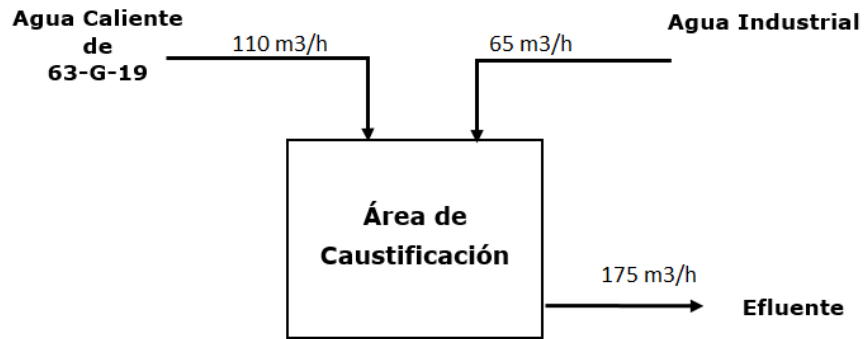 Agua Caliente
de
63-G-19
110 m3/h
65 m3/h
Agua Industrial
Área de
Caustificación
175 m3/h
Efluente